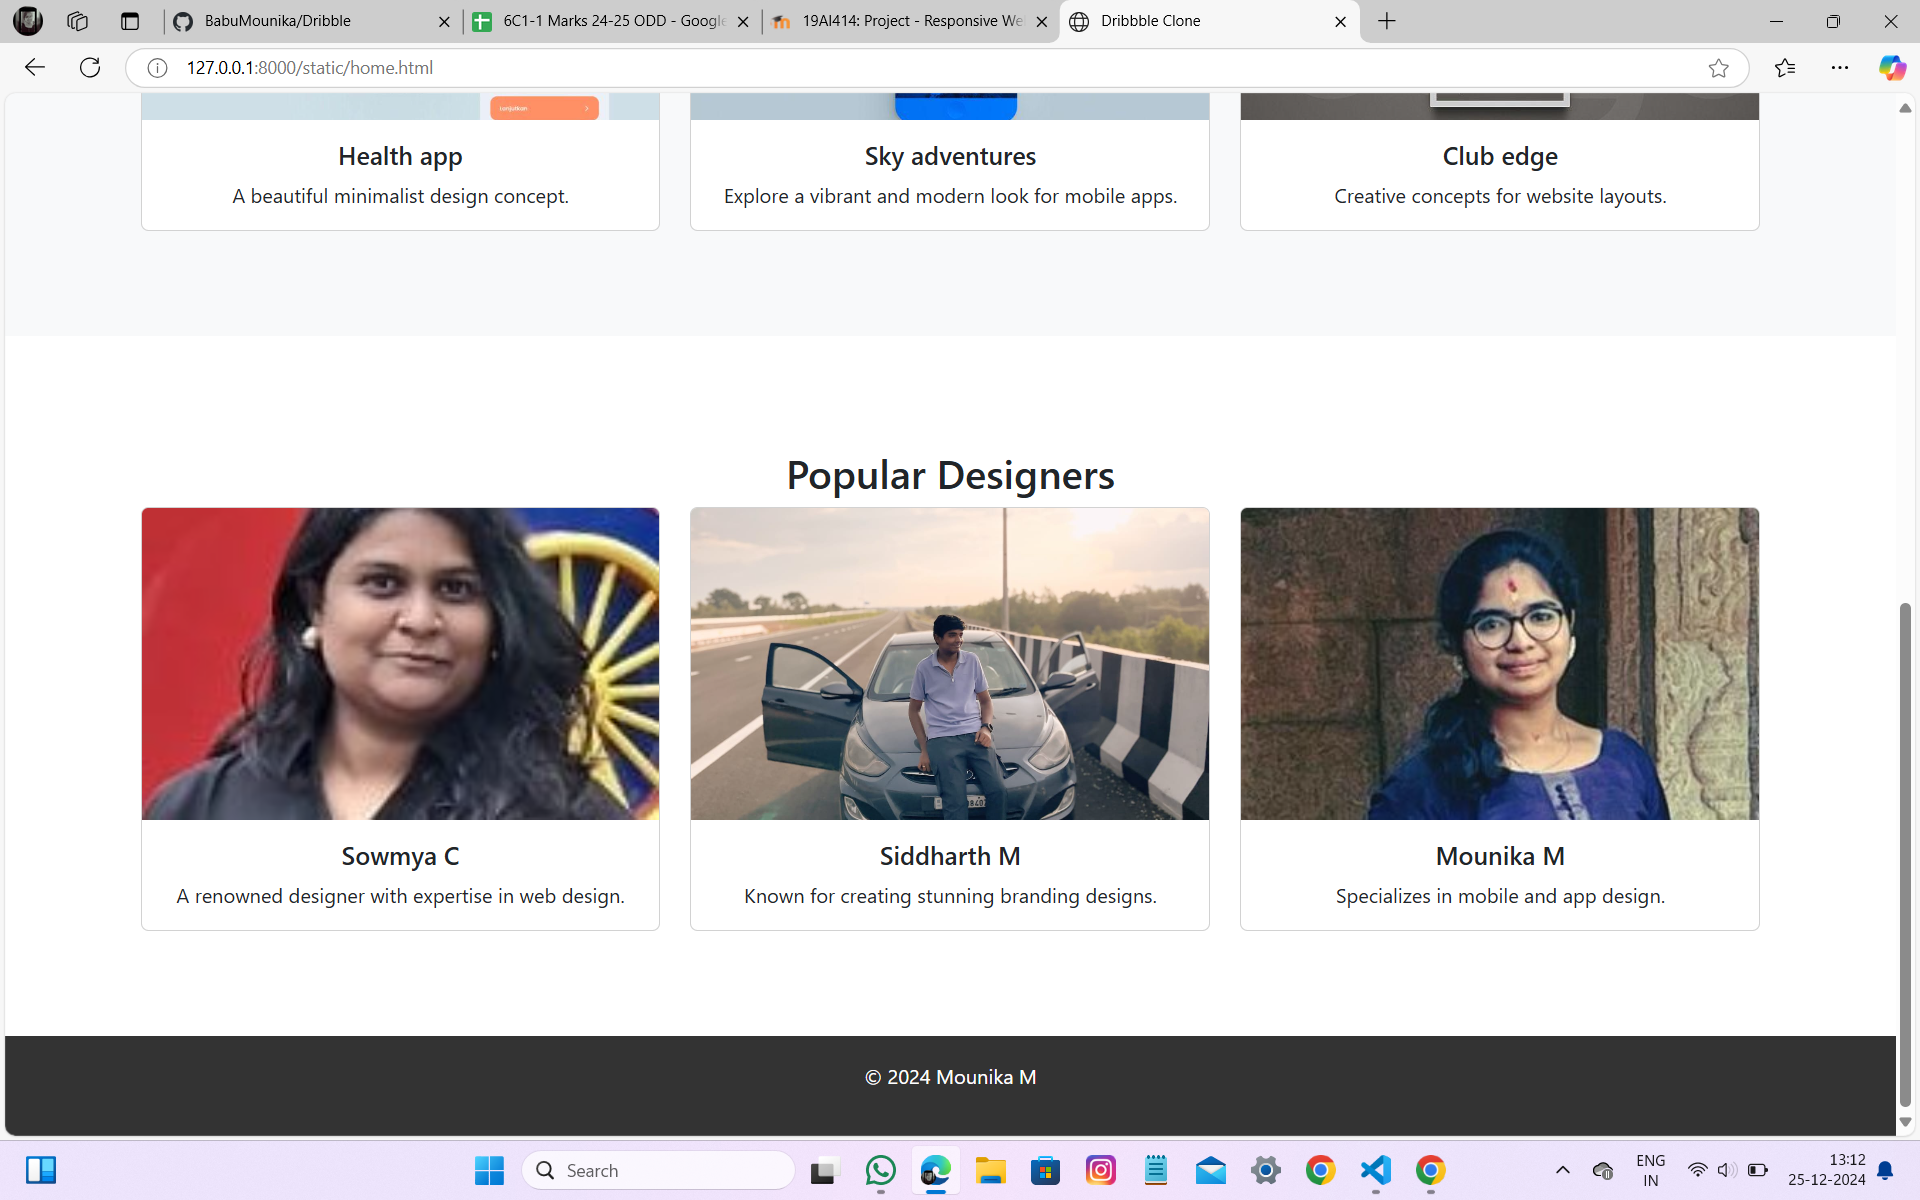 BabuMounika/Dribble
6C1-1 Marks 24-25 ODD - Google
19AI414: Project - Responsive We
Dribbble Clone
127.0.0.1:8000/static/home.html
Lanjutkan
Health app
A beautiful minimalist design concept.
Sky adventures
Explore a vibrant and modern look for mobile apps.
Club edge
Creative concepts for website layouts.
Popular Designers
Sowmya C
A renowned designer with expertise in web design.
Siddharth M
Known for creating stunning branding designs.
Mounika M
Specializes in mobile and app design.
© 2024 Mounika M
Search
ENG
IN
13:12
25-12-2024